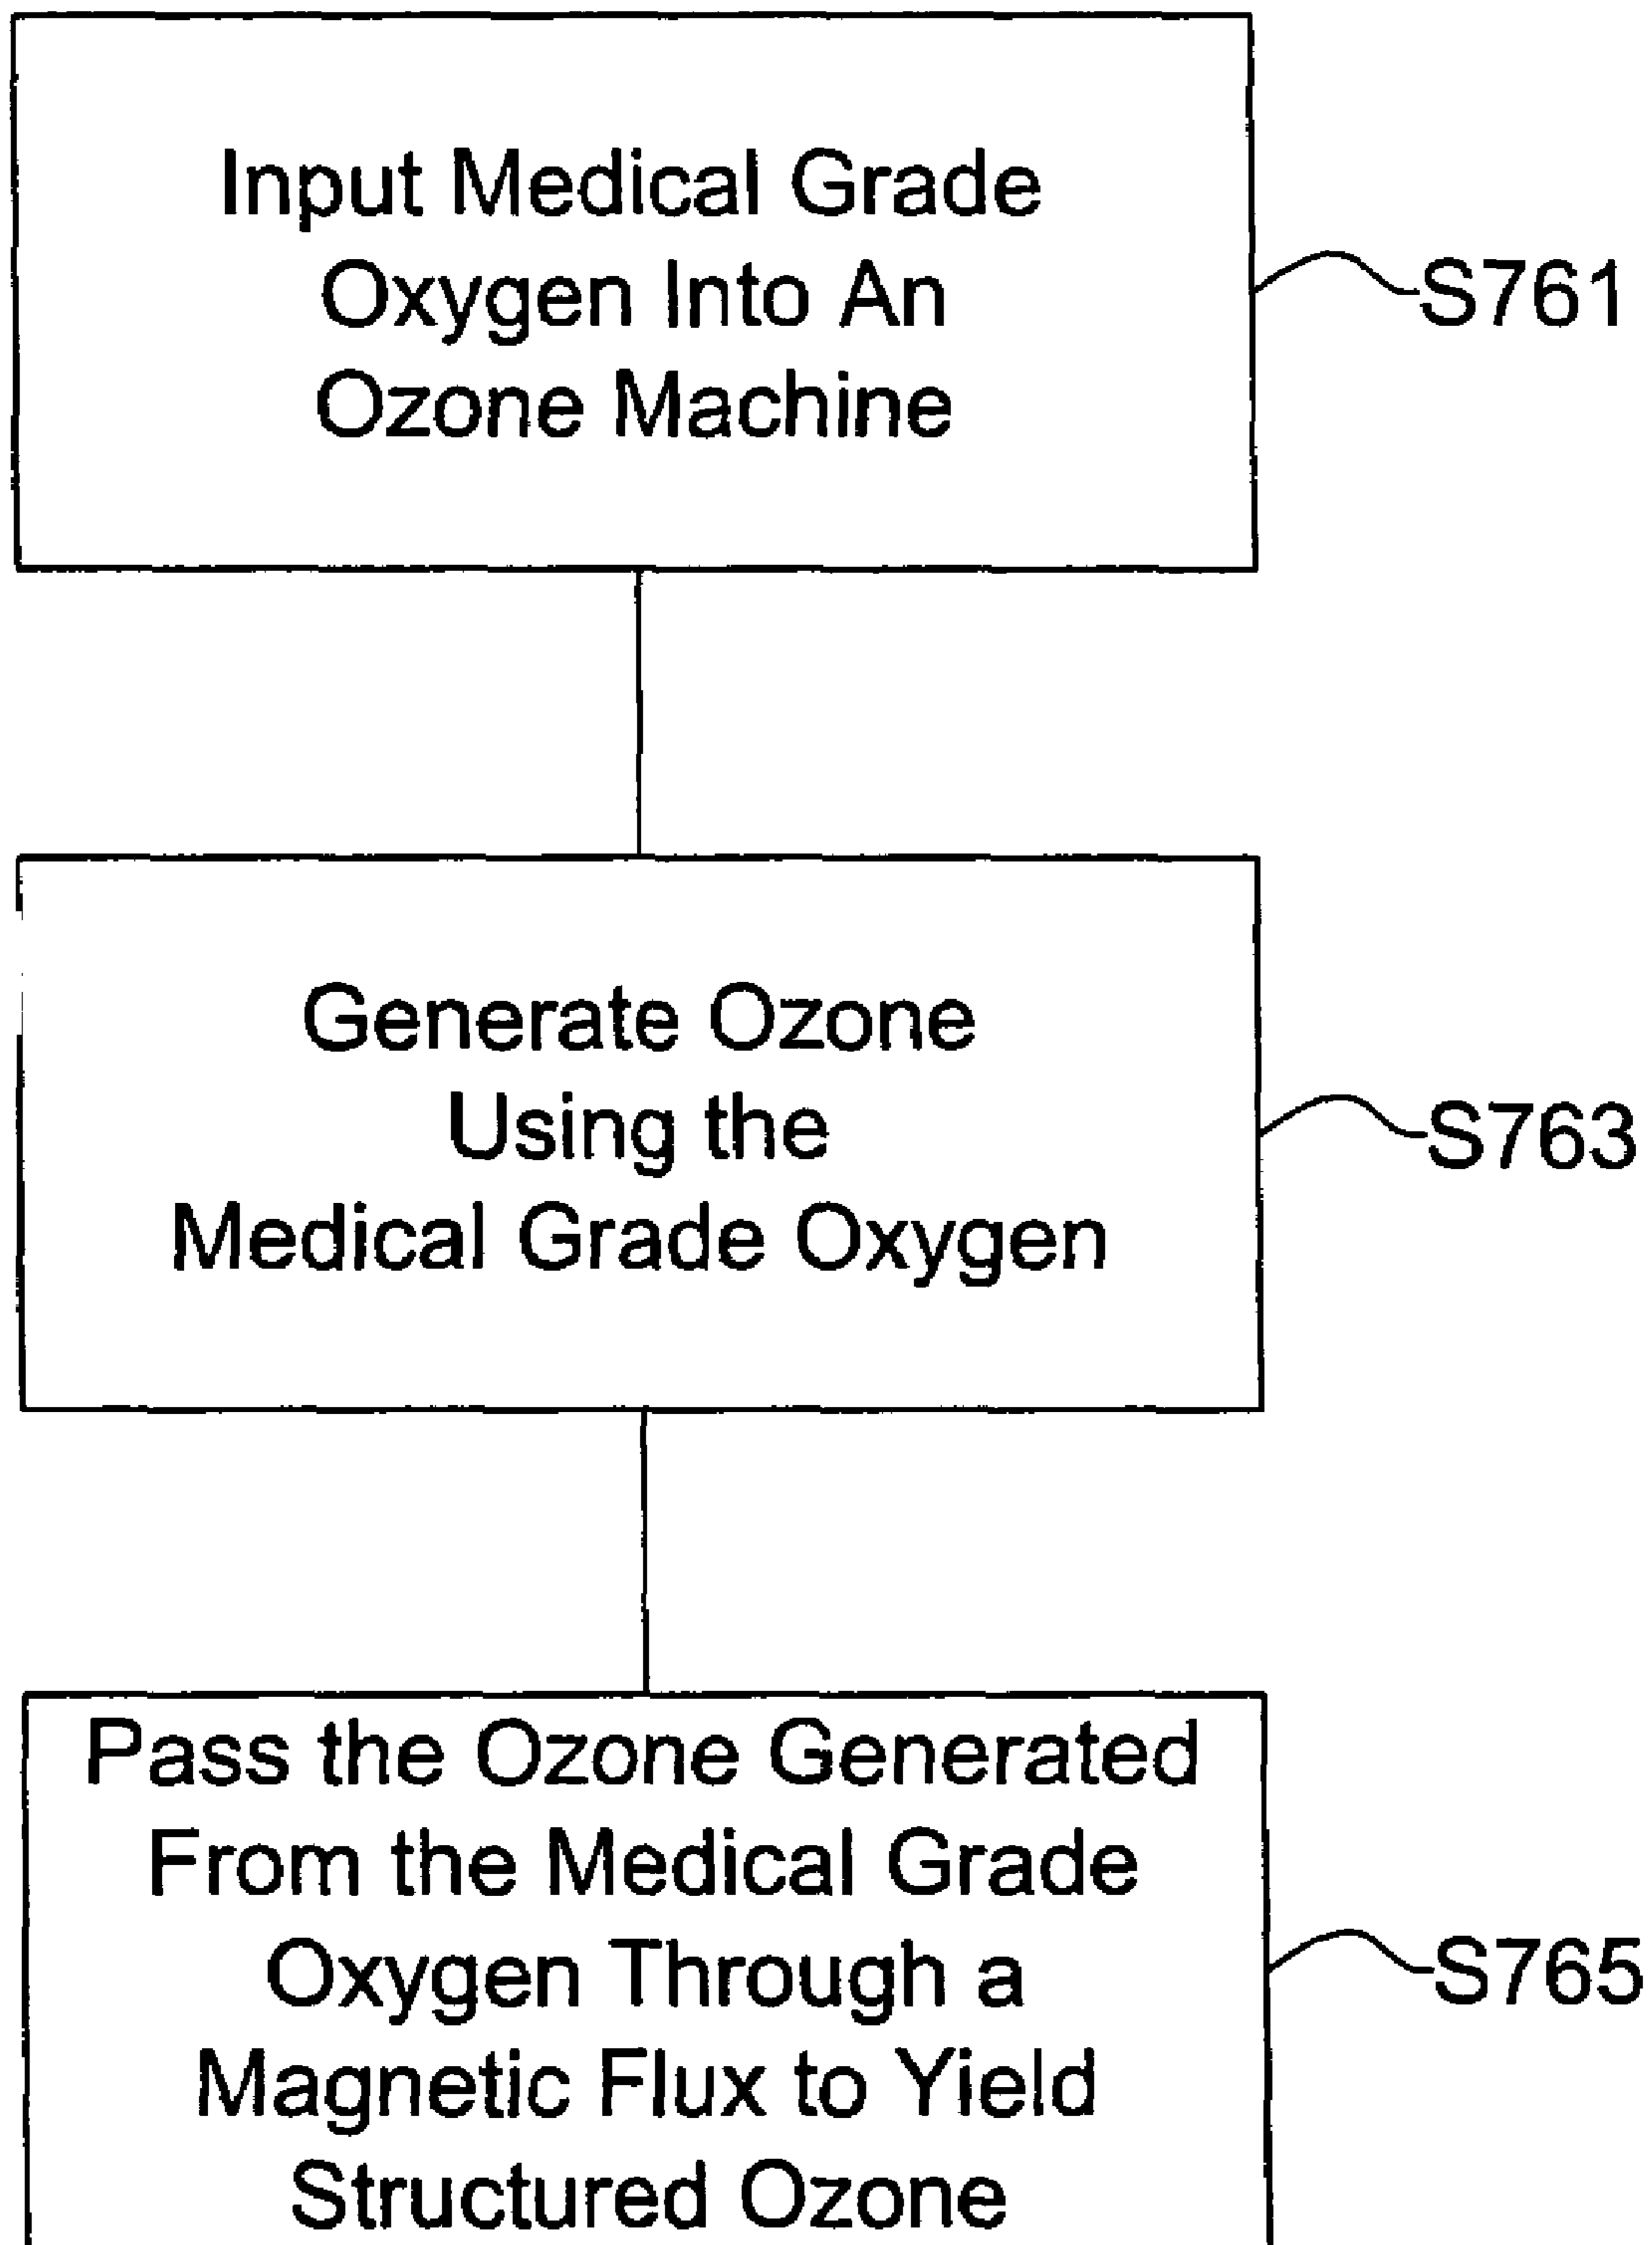 Input Medical Grade
Oxygen Into An
Ozone Machine
S761
Generate Ozone
Using the
Medical Grade Oxygen
S763
Pass the Ozone Generated
From the Medical Grade
Oxygen Through a
Magnetic Flux to Yield
Structured Ozone
S765